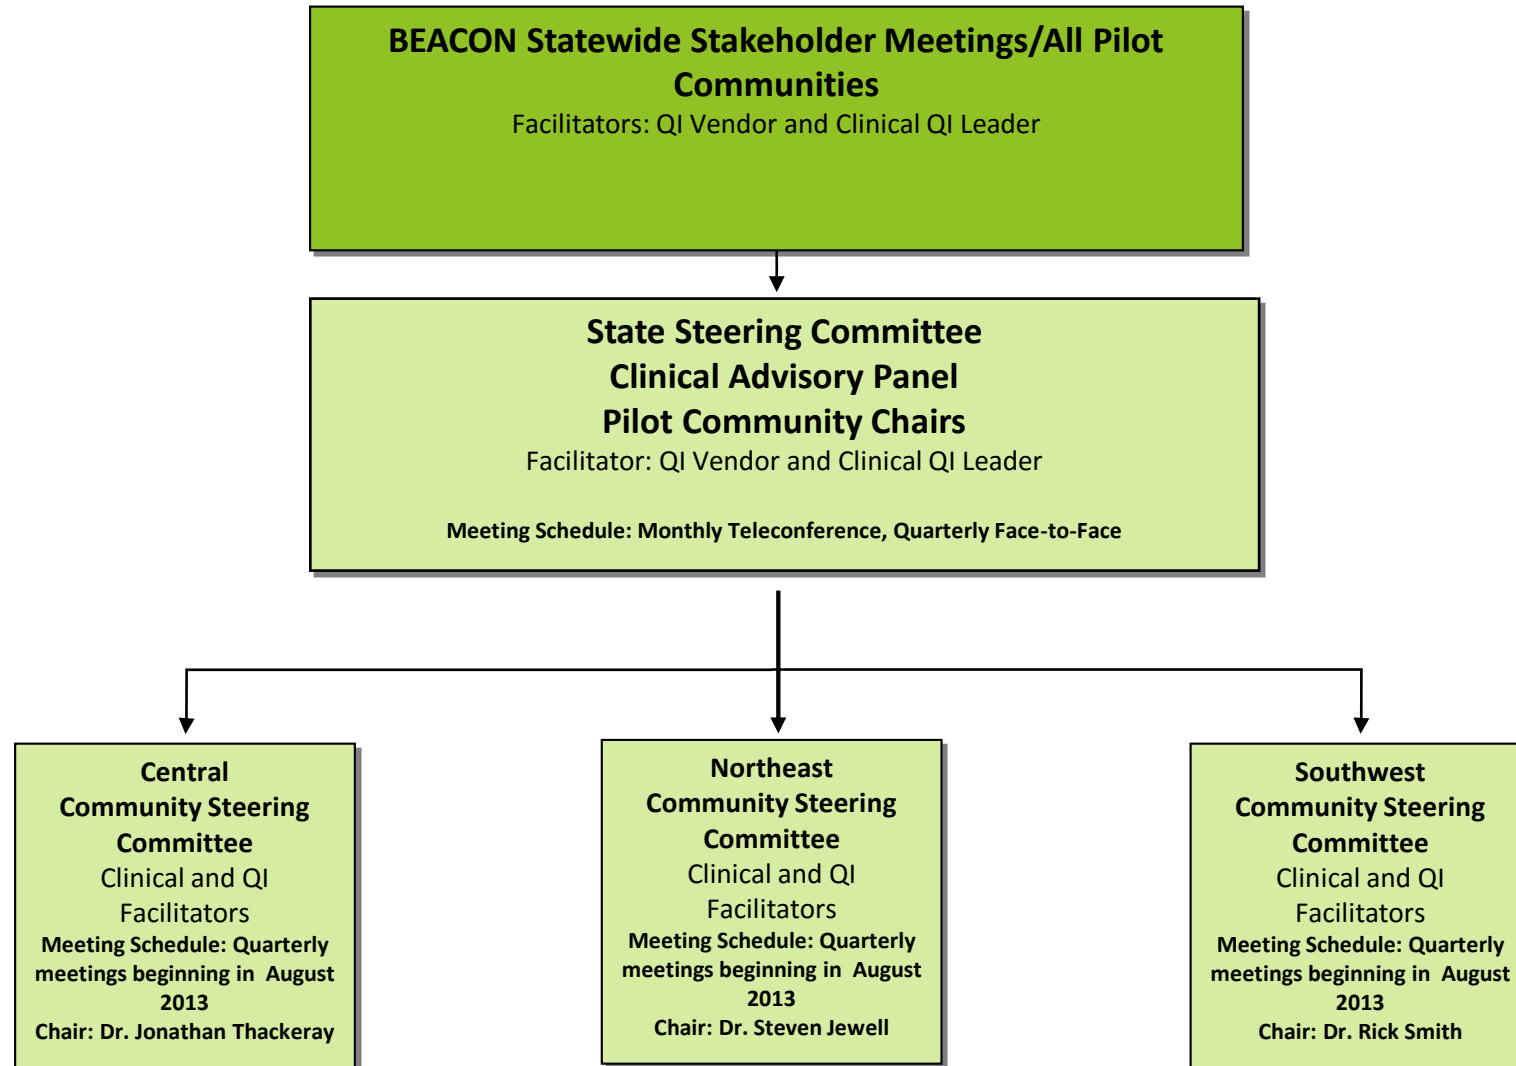 BEACON Statewide Stakeholder Meetings/All Pilot
Communities
Facilitators: QI Vendor and Clinical QI Leader
State Steering Committee
Clinical Advisory Panel
Pilot Community Chairs
Facilitator: QI Vendor and Clinical QI Leader
Meeting Schedule: Monthly Teleconference, Quarterly Face-to-Face
Central
Community Steering
Committee
Clinical and QI
Facilitators
Meeting Schedule: Quarterly
meetings beginning in  August
2013
Chair: Dr. Jonathan Thackeray
Northeast
Community Steering
Committee
Clinical and QI
Facilitators
Meeting Schedule: Quarterly
meetings beginning in  August
2013
Chair: Dr. Steven Jewell
Southwest
Community Steering
Committee
Clinical and QI
Facilitators
Meeting Schedule: Quarterly
meetings beginning in  August
2013
Chair: Dr. Rick Smith